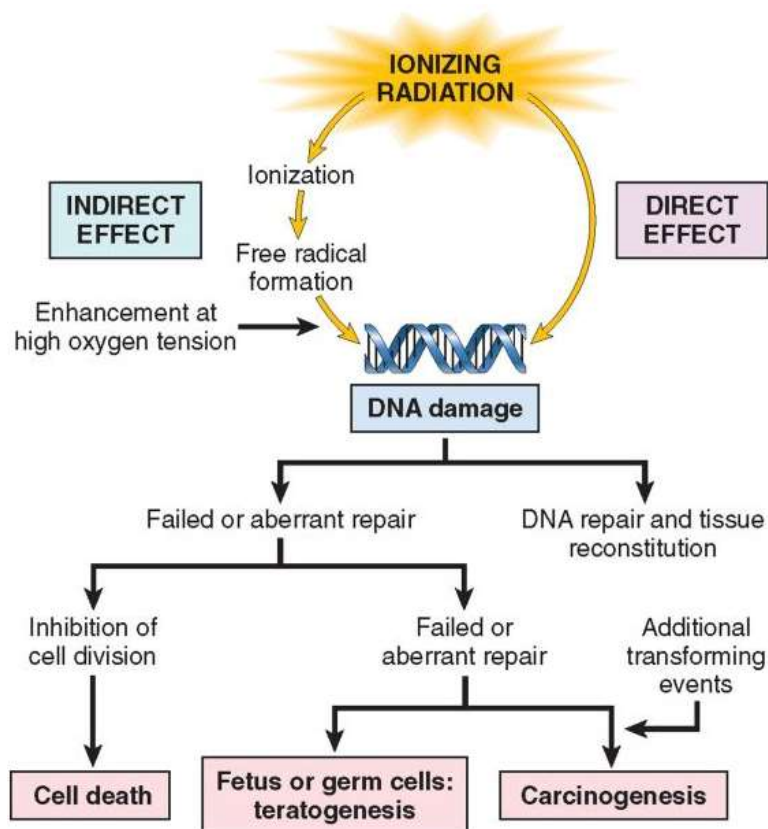 IONIZING
RADIATION
Ionization
INDIRECT
EFFECT
DIRECT
EFFECT
Free radical
formation
Enhancement at
high oxygen tension
DNA damage
Failed or aberrant repair
DNA repair and tissue
reconstitution
Inhibition of
cell division
Failed or
aberrant repair
Additional
transforming
events
Cell death
Fetus or germ cells:
teratogenesis
Carcinogenesis